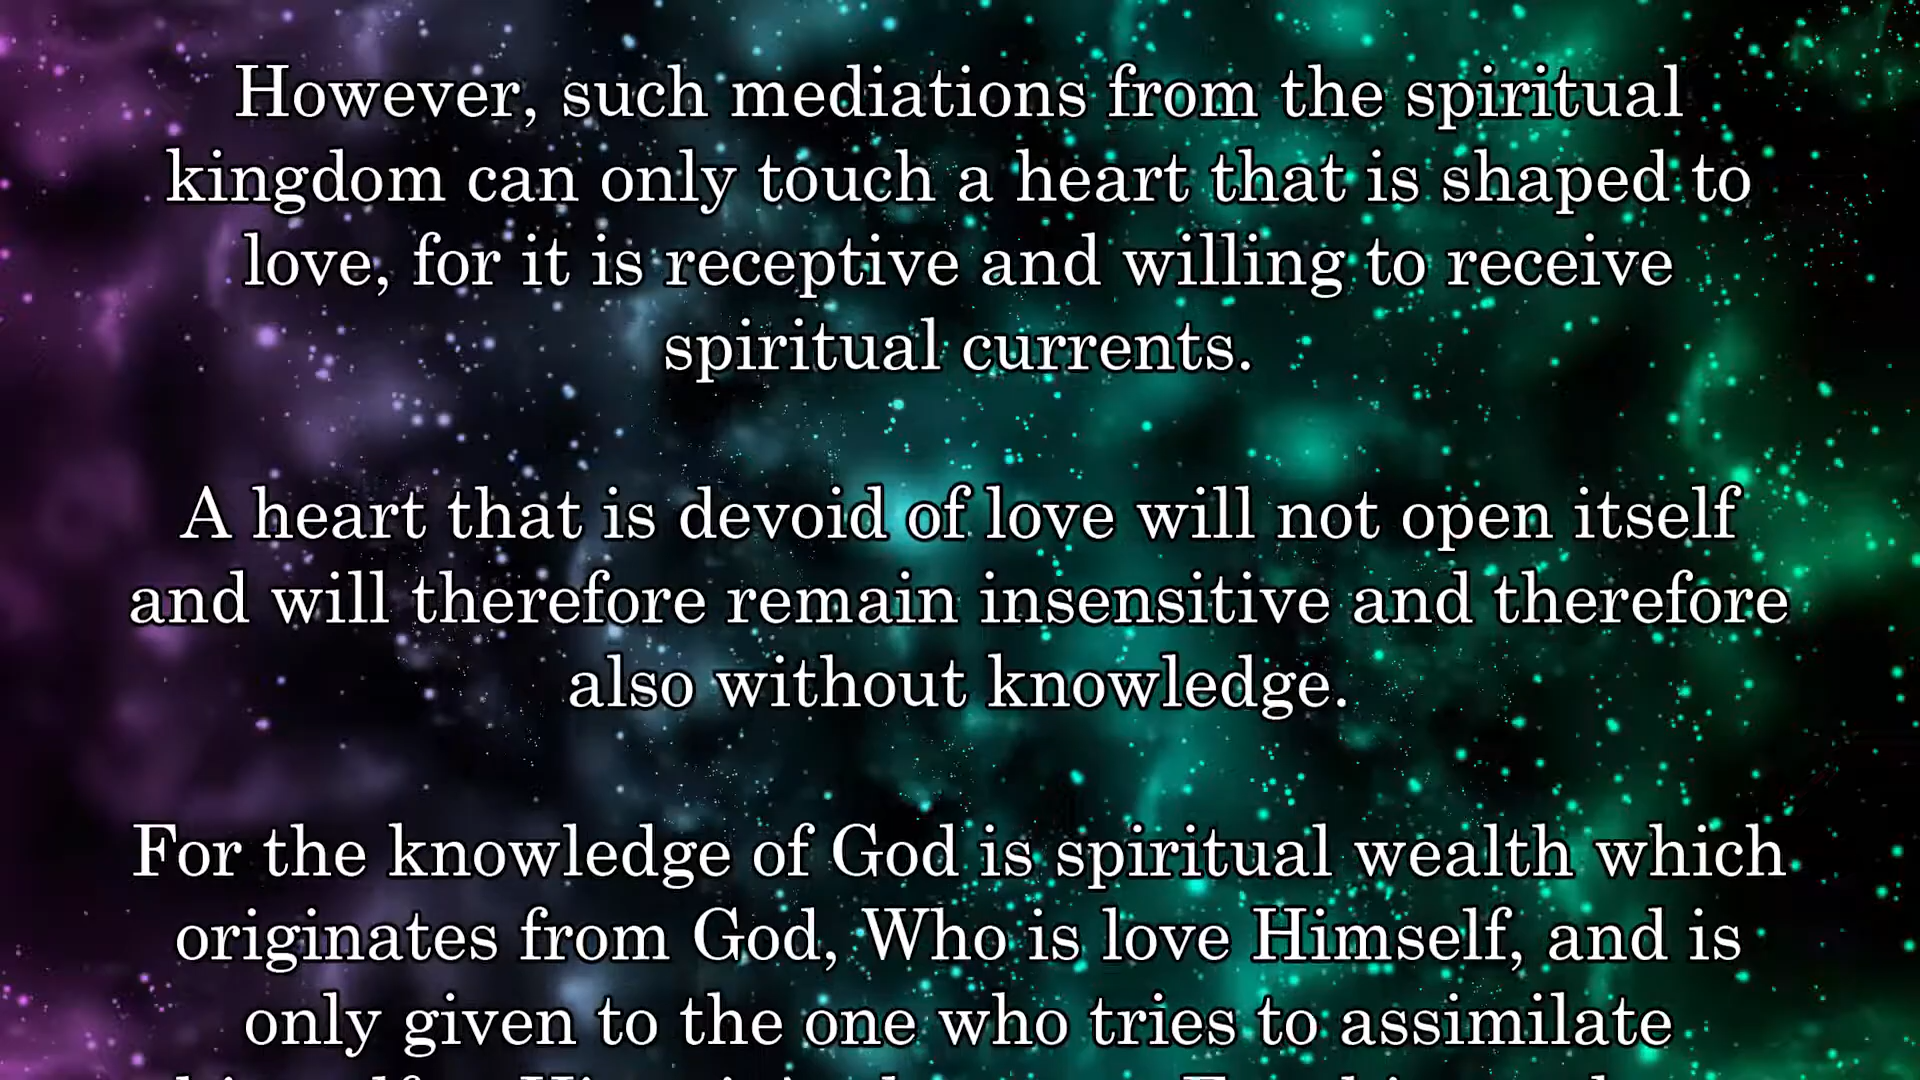 However, such mediations from the spiritual
kingdom can only touch a heart that is shaped to
love, for it is receptive and willing to receive
spiritual currents.
A heart that is devoid of love will not open itself
and will therefore remain insensitive and therefore
also without knowledge.
For the knowledge of God is spiritual wealth which
originates from God, Who is love Himself, and is
only given to the one who tries to assimilate